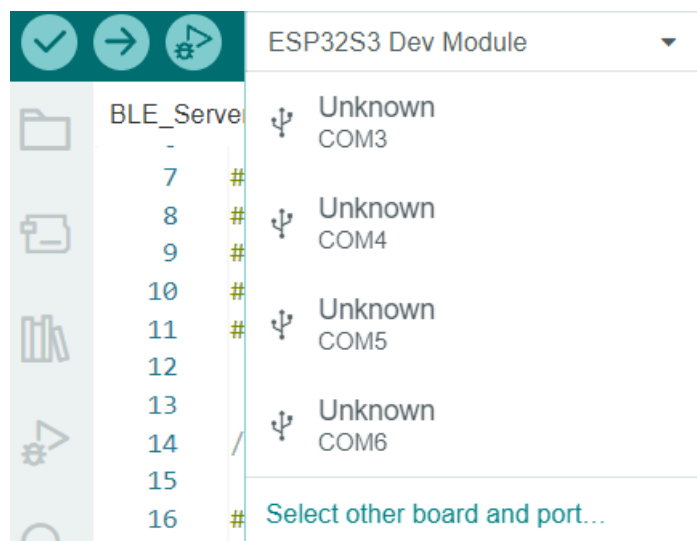 ESP32S3 Dev Module
BLE_Server
Unknown
COM3
7 #
8 #
Unknown
COM4
9 #
10 #
11 #
Unknown
COM5
12
13
Unknown
COM6
14 /
15
16 #
Select other board and port...